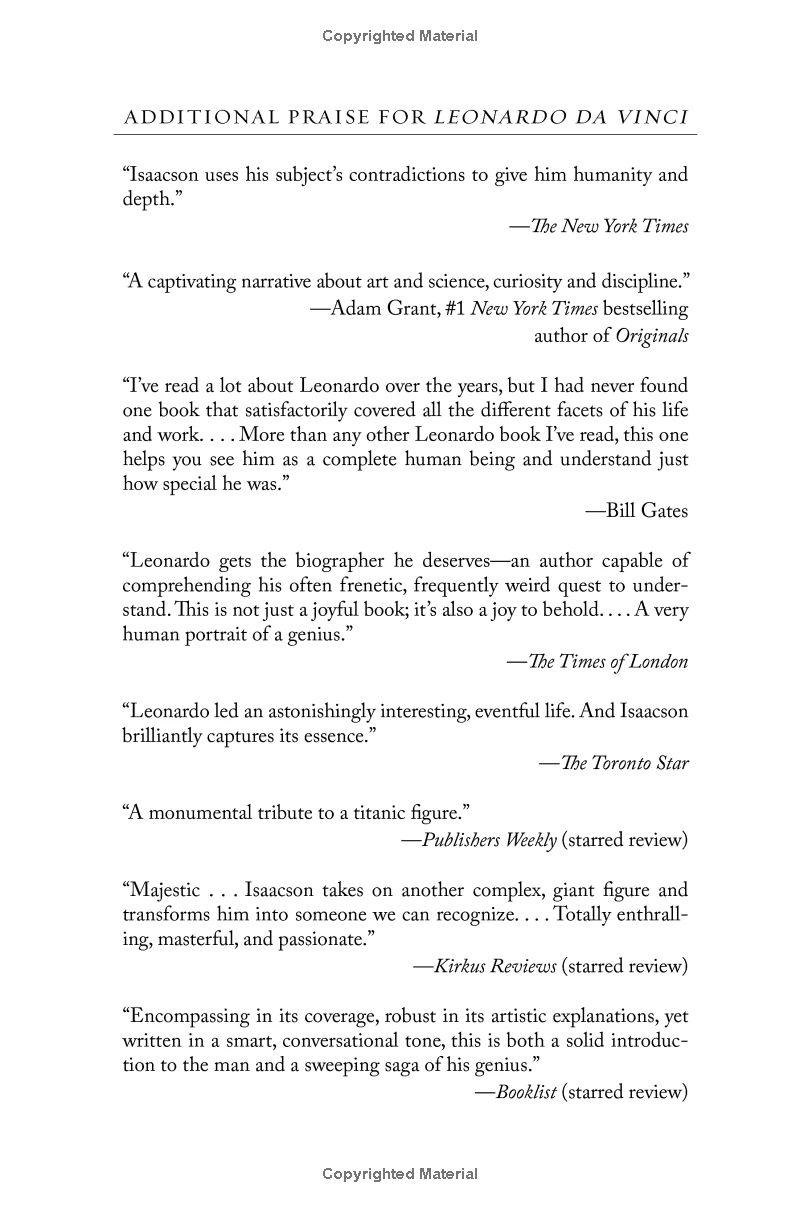 Copyrighted Material
ADDITIONAL PRAISE FOR LEONARDO DA VINCI
“Isaacson uses his subject’s contradictions to give him humanity and
depth.”
—The New York Times
“A captivating narrative about art and science, curiosity and discipline.”
—Adam Grant, #1 New York Times bestselling
author of Originals
“I’ve read a lot about Leonardo over the years, but I had never found
one book that satisfactorily covered all the different facets of his life
and work. . . . More than any other Leonardo book I’ve read, this one
helps you see him as a complete human being and understand just
how special he was.”
—Bill Gates
“Leonardo gets the biographer he deserves—an author capable of
comprehending his often frenetic, frequently weird quest to under-
stand. This is not just a joyful book; it’s also a joy to behold. . . . A very
human portrait of a genius.”
—The Times of London
“Leonardo led an astonishingly interesting, eventful life. And Isaacson
brilliantly captures its essence.”
—The Toronto Star
“A monumental tribute to a titanic figure.”
—Publishers Weekly (starred review)
“Majestic . . . Isaacson takes on another complex, giant figure and
transforms him into someone we can recognize. . . . Totally enthrall-
ing, masterful, and passionate.”
—Kirkus Reviews (starred review)
“Encompassing in its coverage, robust in its artistic explanations, yet
written in a smart, conversational tone, this is both a solid introduc-
tion to the man and a sweeping saga of his genius.”
—Booklist (starred review)
Copyrighted Material